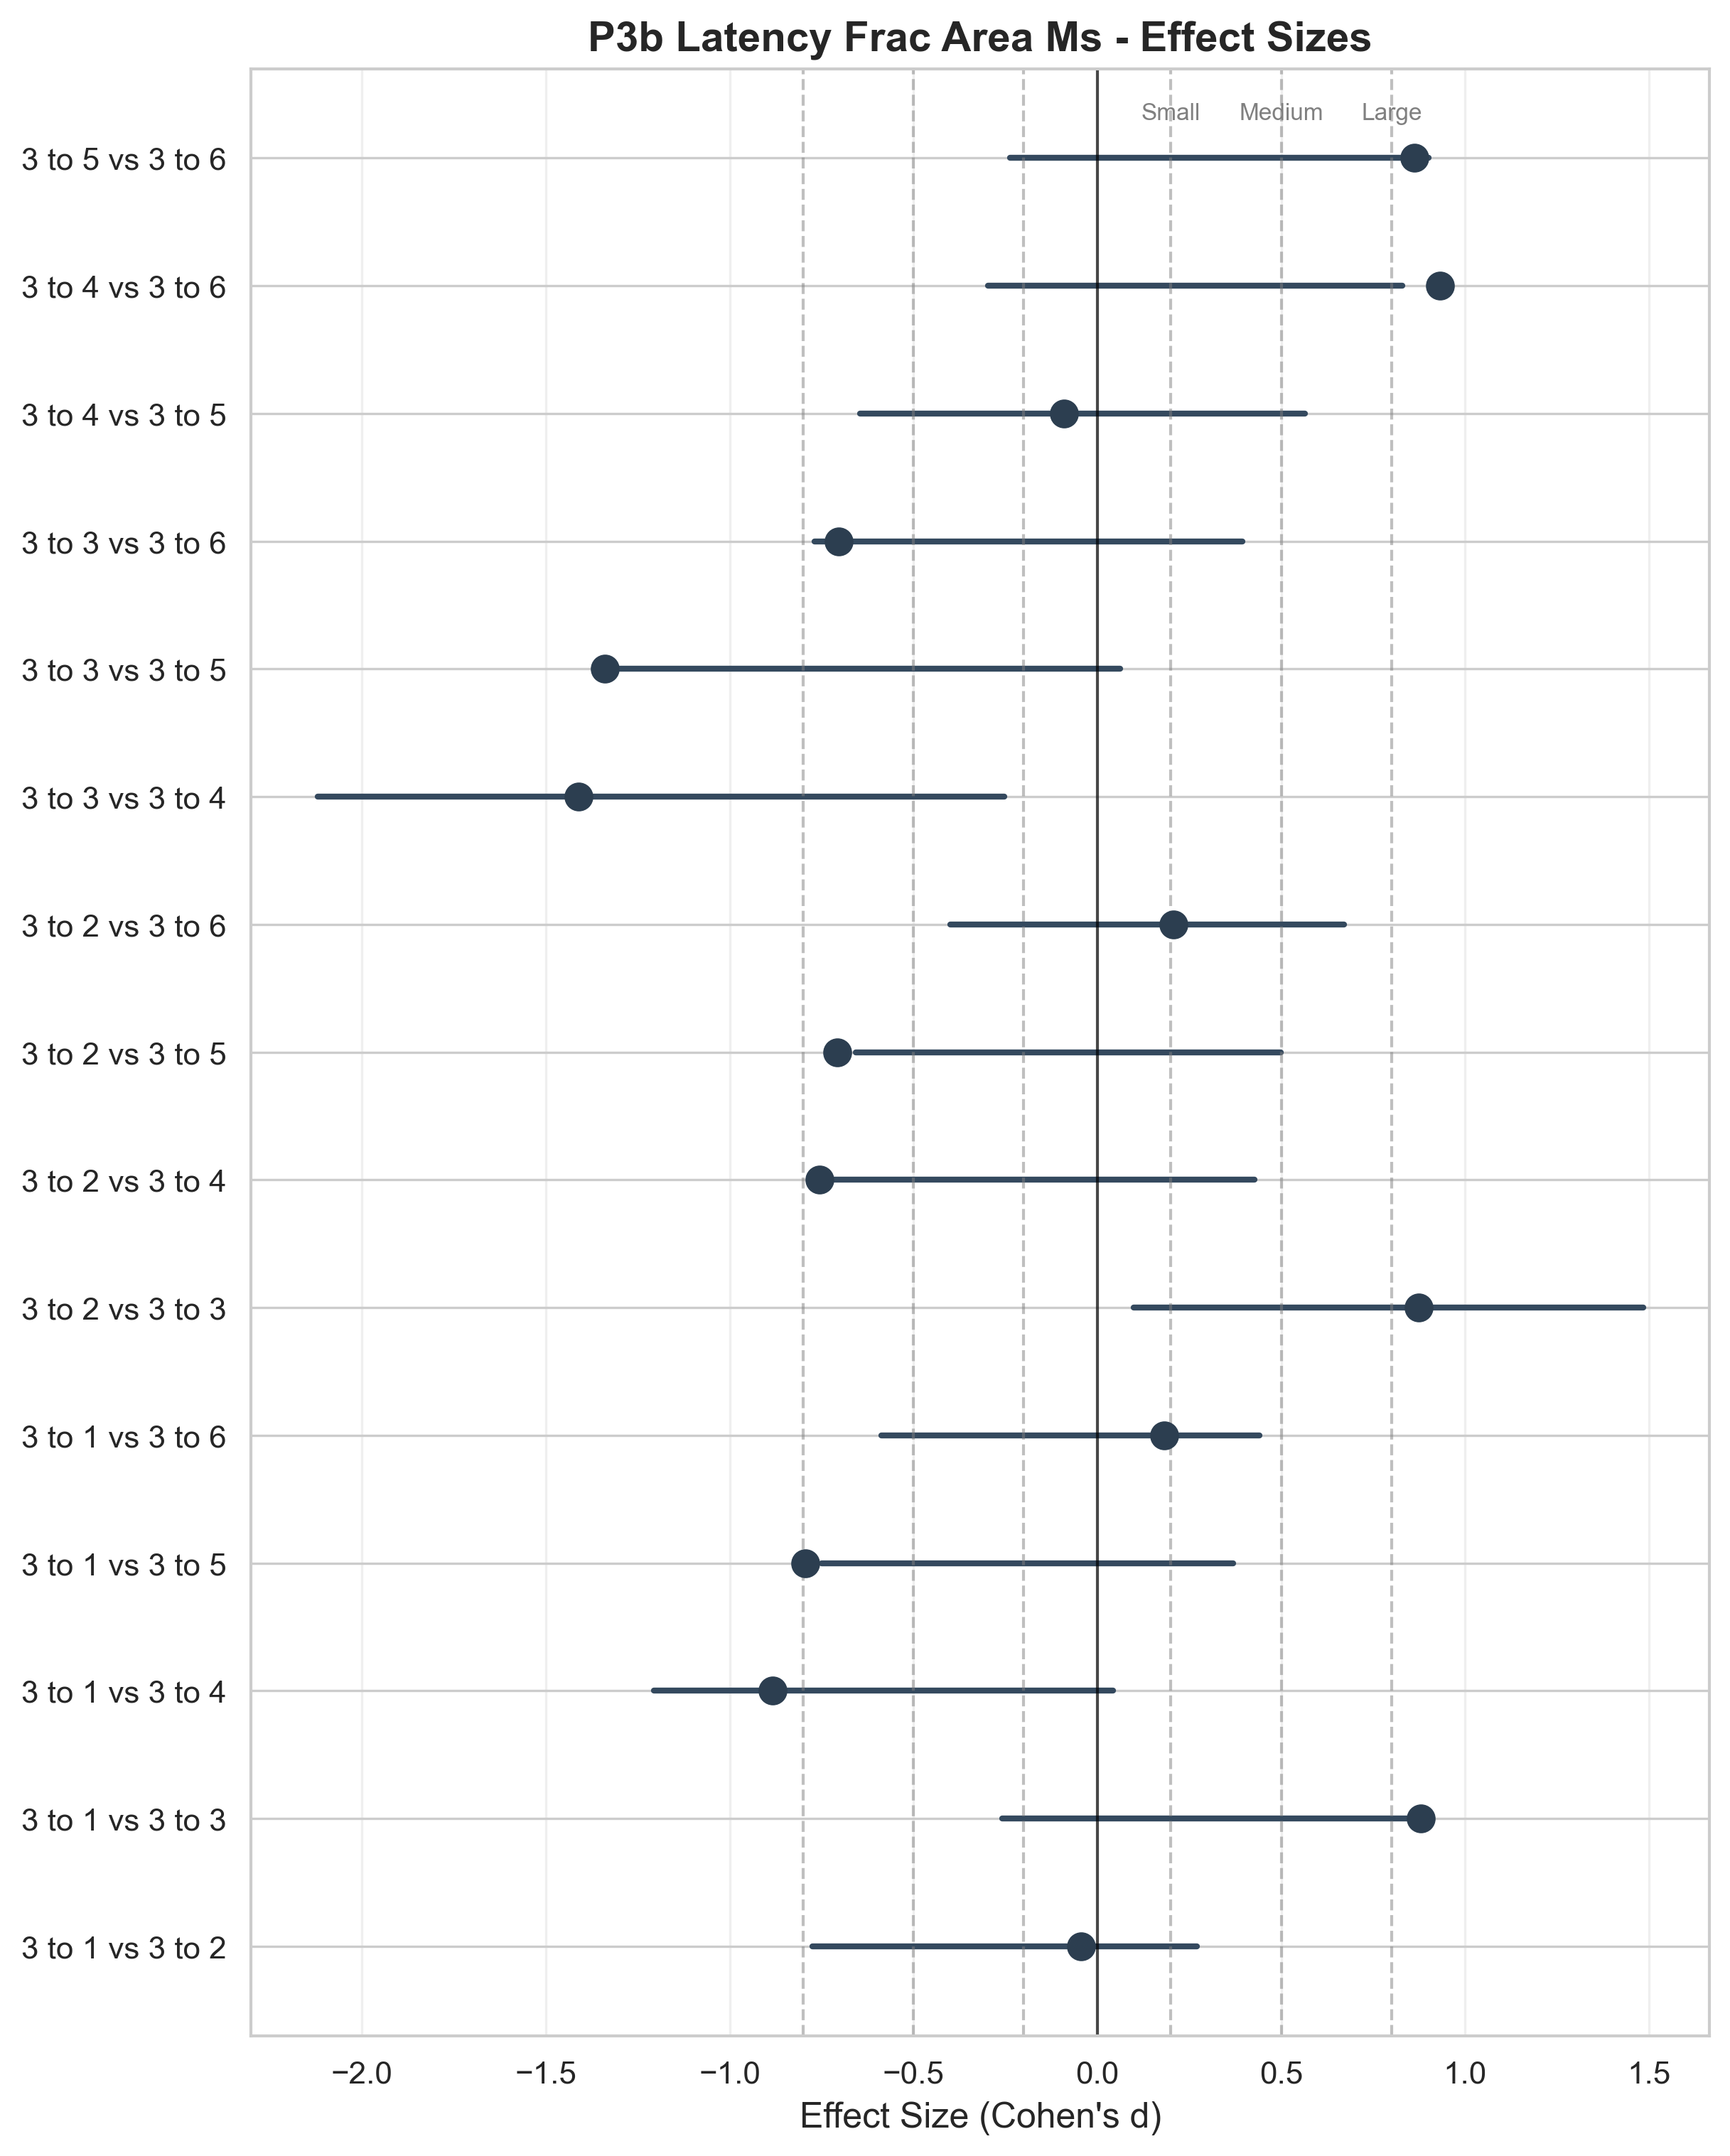 P3b Latency Frac Area Ms - Effect Sizes
Small Medium Large
3 to 5 vs 3 to 6
3 to 4 vs 3 to 6
3 to 4 vs 3 to 5
3 to 3 vs 3 to 6
3 to 3 vs 3 to 5
3 to 3 vs 3 to 4
3 to 2 vs 3 to 6
3 to 2 vs 3 to 5
3 to 2 vs 3 to 4
3 to 2 vs 3 to 3
3 to 1 vs 3 to 6
3 to 1 vs 3 to 5
3 to 1 vs 3 to 4
3 to 1 vs 3 to 3
3 to 1 vs 3 to 2
−2.0 −1.5 −1.0 −0.5 0.0 0.5 1.0 1.5
Effect Size (Cohen's d)